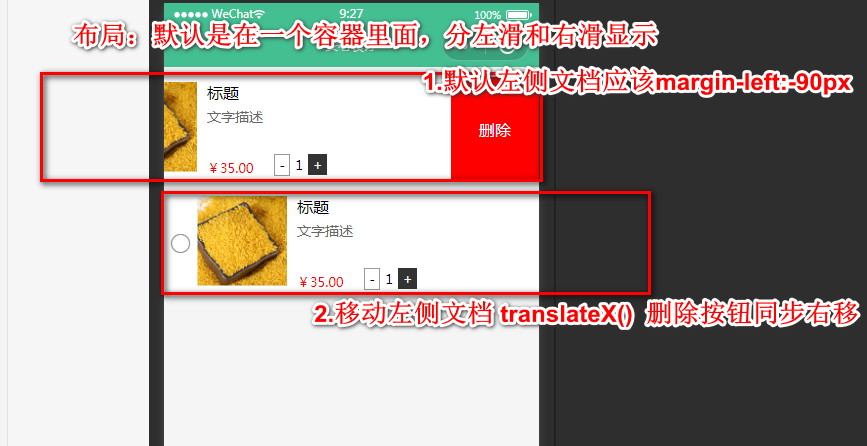 ●●●●● WeChat 9:27 100%
布局：默认是在一个容器里面，分左滑和右滑显示
1.默认左侧文档应该margin-left:-90px
标题
文字描述
￥35.00 - 1 +
删除
标题
文字描述
￥35.00 - 1 +
2.移动左侧文档 translateX() 删除按钮同步右移